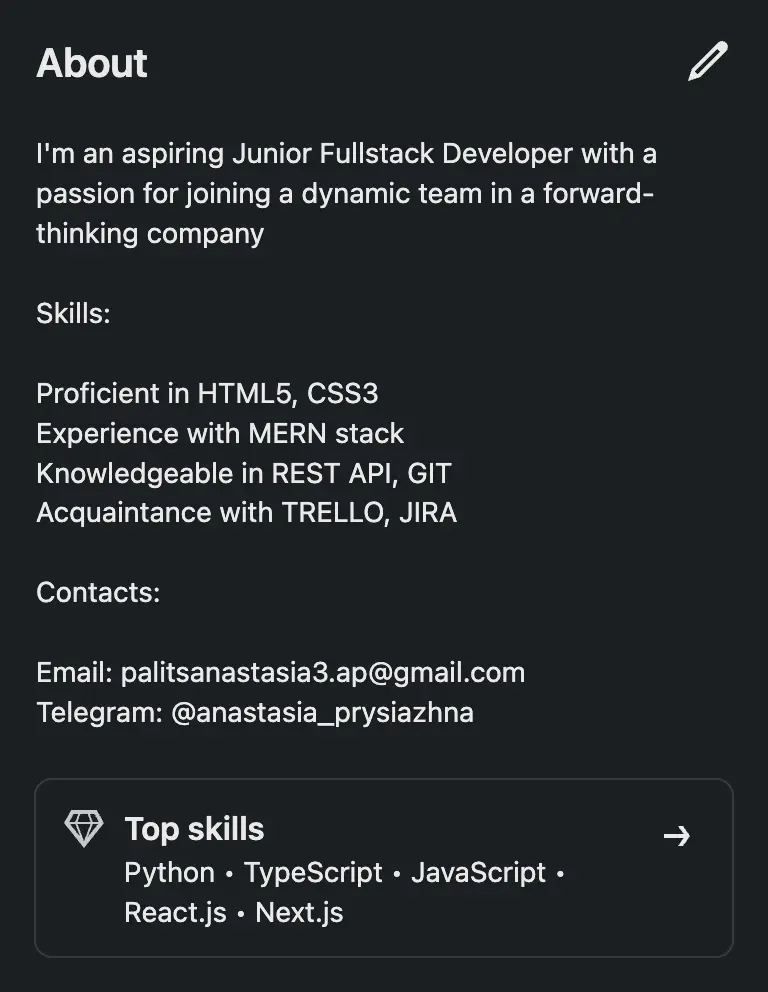 About
I'm an aspiring Junior Fullstack Developer with a
passion for joining a dynamic team in a forward-
thinking company
Skills:
Proficient in HTML5, CSS3
Experience with MERN stack
Knowledgeable in REST API, GIT
Acquaintance with TRELLO, JIRA
Contacts:
Email: palitsanastasia3.ap@gmail.com
Telegram: @anastasia_prysiazhna
Top skills
Python • TypeScript • JavaScript •
React.js • Next.js